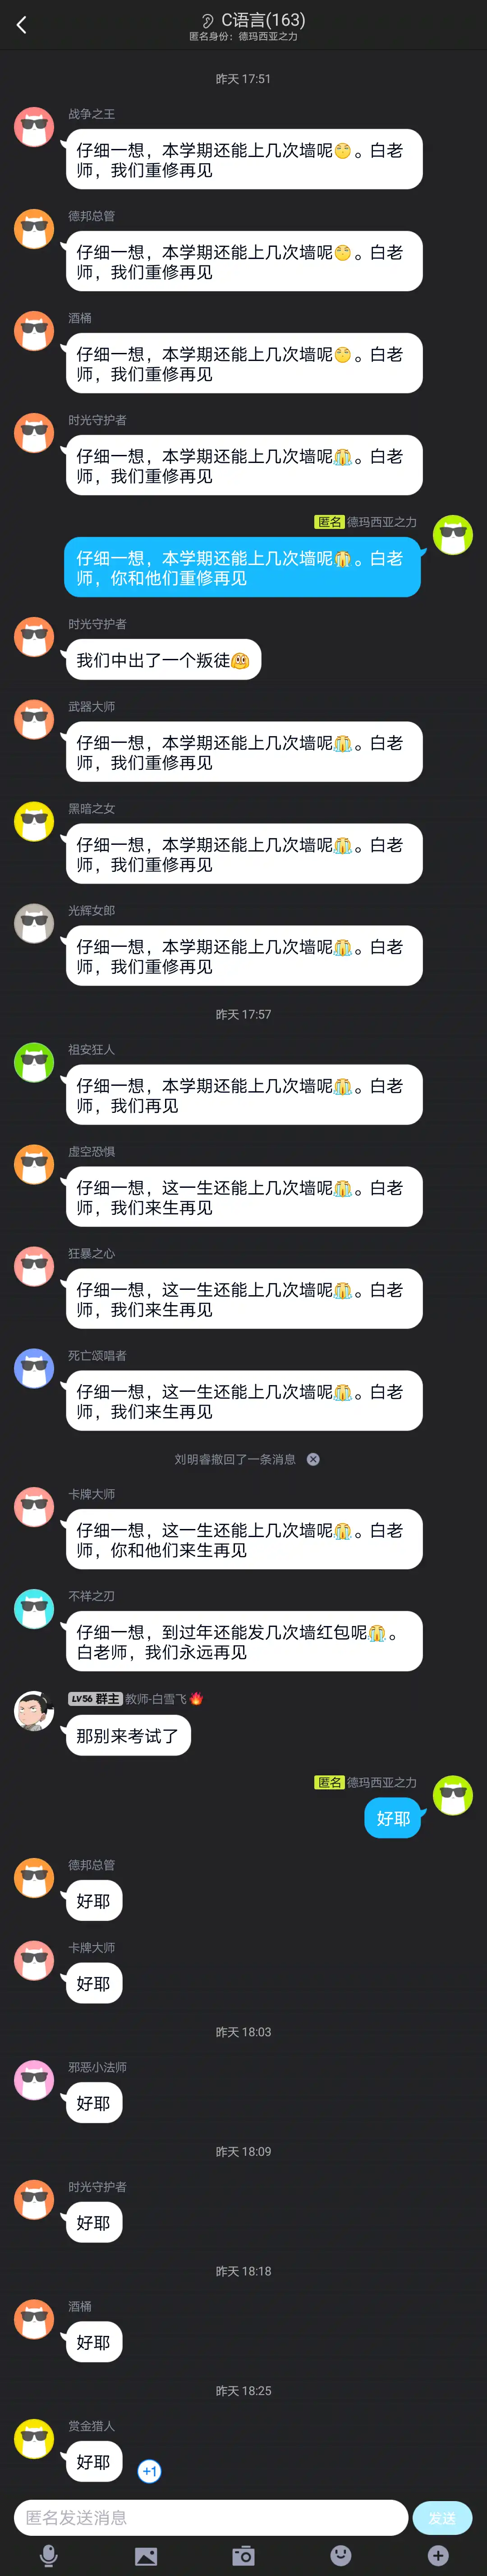 C语言(163)
匿名身份：德玛西亚之力
昨天 17:51
战争之王
仔细一想，本学期还能上几次墙呢🙄。白老
师，我们重修再见
德邦总管
仔细一想，本学期还能上几次墙呢🙄。白老
师，我们重修再见
酒桶
仔细一想，本学期还能上几次墙呢🙄。白老
师，我们重修再见
时光守护者
仔细一想，本学期还能上几次墙呢😭。白老
师，我们重修再见
匿名 德玛西亚之力
仔细一想，本学期还能上几次墙呢😭。白老
师，你和他们重修再见
时光守护者
我们中出了一个叛徒
武器大师
仔细一想，本学期还能上几次墙呢😭。白老
师，我们重修再见
黑暗之女
仔细一想，本学期还能上几次墙呢😭。白老
师，我们重修再见
光辉女郎
仔细一想，本学期还能上几次墙呢😭。白老
师，我们重修再见
昨天 17:57
祖安狂人
仔细一想，本学期还能上几次墙呢😭。白老
师，我们再见
虚空恐惧
仔细一想，这一生还能上几次墙呢😭。白老
师，我们来生再见
狂暴之心
仔细一想，这一生还能上几次墙呢😭。白老
师，我们来生再见
死亡颂唱者
仔细一想，这一生还能上几次墙呢😭。白老
师，我们来生再见
刘明睿撤回了一条消息
卡牌大师
仔细一想，这一生还能上几次墙呢😭。白老
师，你和他们来生再见
不祥之刃
仔细一想，到过年还能发几次墙红包呢😭。
白老师，我们永远再见
LV56 群主 教师-白雪飞🔥
那别来考试了
匿名 德玛西亚之力
好耶
德邦总管
好耶
卡牌大师
好耶
昨天 18:03
邪恶小法师
好耶
昨天 18:09
时光守护者
好耶
昨天 18:18
酒桶
好耶
昨天 18:25
赏金猎人
好耶
+1
匿名发送消息
发送